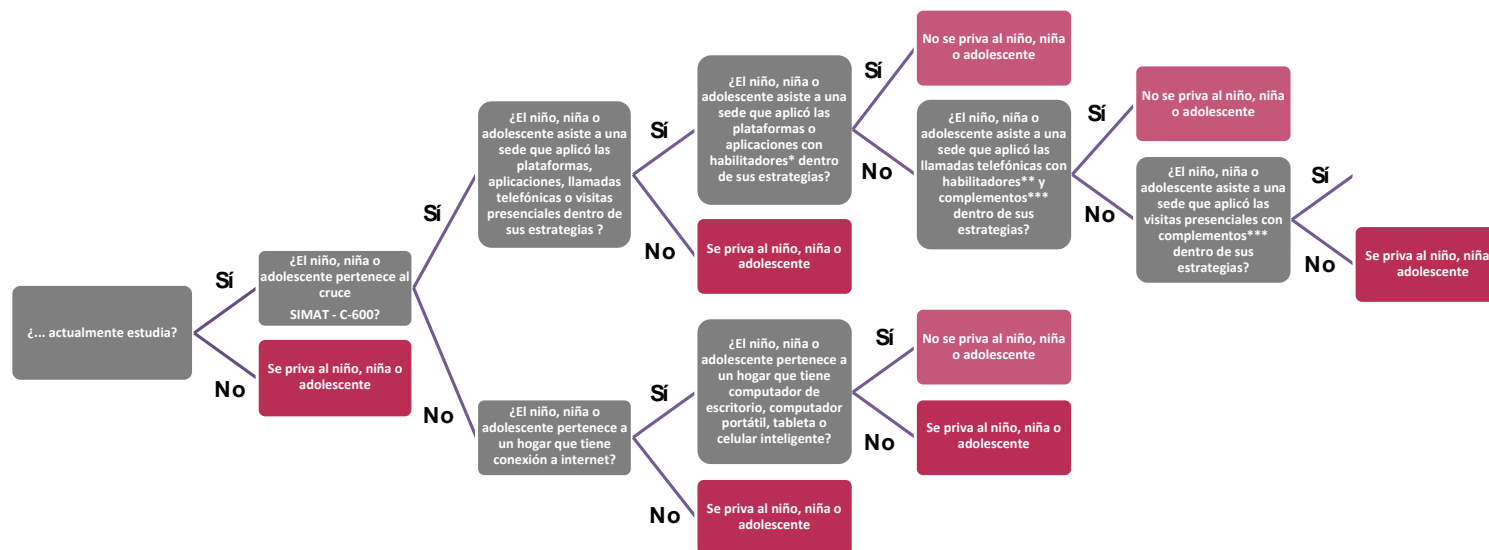 ¿... actualmente estudia?
Sí
No
¿El niño, niña o
adolescente pertenece al
cruce
SIMAT - C-600?
Se priva al niño, niña o
adolescente
Sí
No
¿El niño, niña o
adolescente asiste a una
sede que aplicó las
plataformas,
aplicaciones, llamadas
telefónicas o visitas
presenciales dentro de
sus estrategias ?
¿El niño, niña o
adolescente pertenece a
un hogar que tiene
conexión a internet?
Sí
No
Sí
No
¿El niño, niña o
adolescente asiste a una
sede que aplicó las
plataformas o
aplicaciones con
habilitadores* dentro
de sus estrategias?
Se priva al niño, niña o
adolescente
¿El niño, niña o
adolescente pertenece a
un hogar que tiene
computador de
escritorio, computador
portátil, tableta o
celular inteligente?
Se priva al niño, niña o
adolescente
Sí
No
Sí
No
No se priva al niño, niña
o adolescente
¿El niño, niña o
adolescente asiste a una
sede que aplicó las
llamadas telefónicas con
habilitadores** y
complementos***
dentro de sus
estrategias?
No se priva al niño, niña
o adolescente
Se priva al niño, niña o
adolescente
Sí
No
No se priva al niño, niña
o adolescente
¿El niño, niña o
adolescente asiste a una
sede que aplicó las
visitas presenciales con
complementos***
dentro de sus
estrategias?
Sí
No
Se priva al niño, niña
adolescente